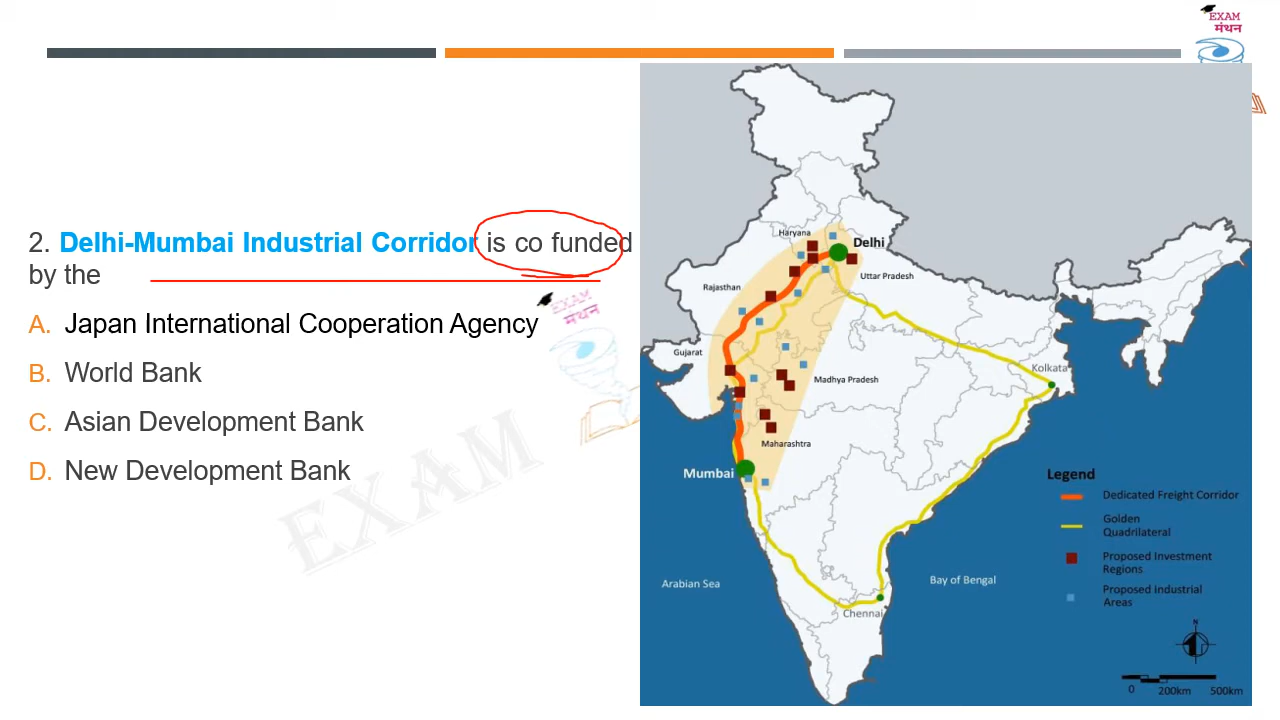 EXAM
मंथन
2. Delhi-Mumbai Industrial Corridor is co funded
by the
A. Japan International Cooperation Agency
B. World Bank
C. Asian Development Bank
D. New Development Bank
EXAM
मंथन
EXAM
Haryana
Delhi
Uttar Pradesh
Rajasthan
Gujarat
Kolkata
Madhya Pradesh
Maharashtra
Mumbai
Legend
Dedicated Freight Corridor
Golden
Quadrilateral
Proposed Investment
Regions
Proposed Industrial
Areas
Arabian Sea
Bay of Bengal
Chennai
N
0 200km 500km